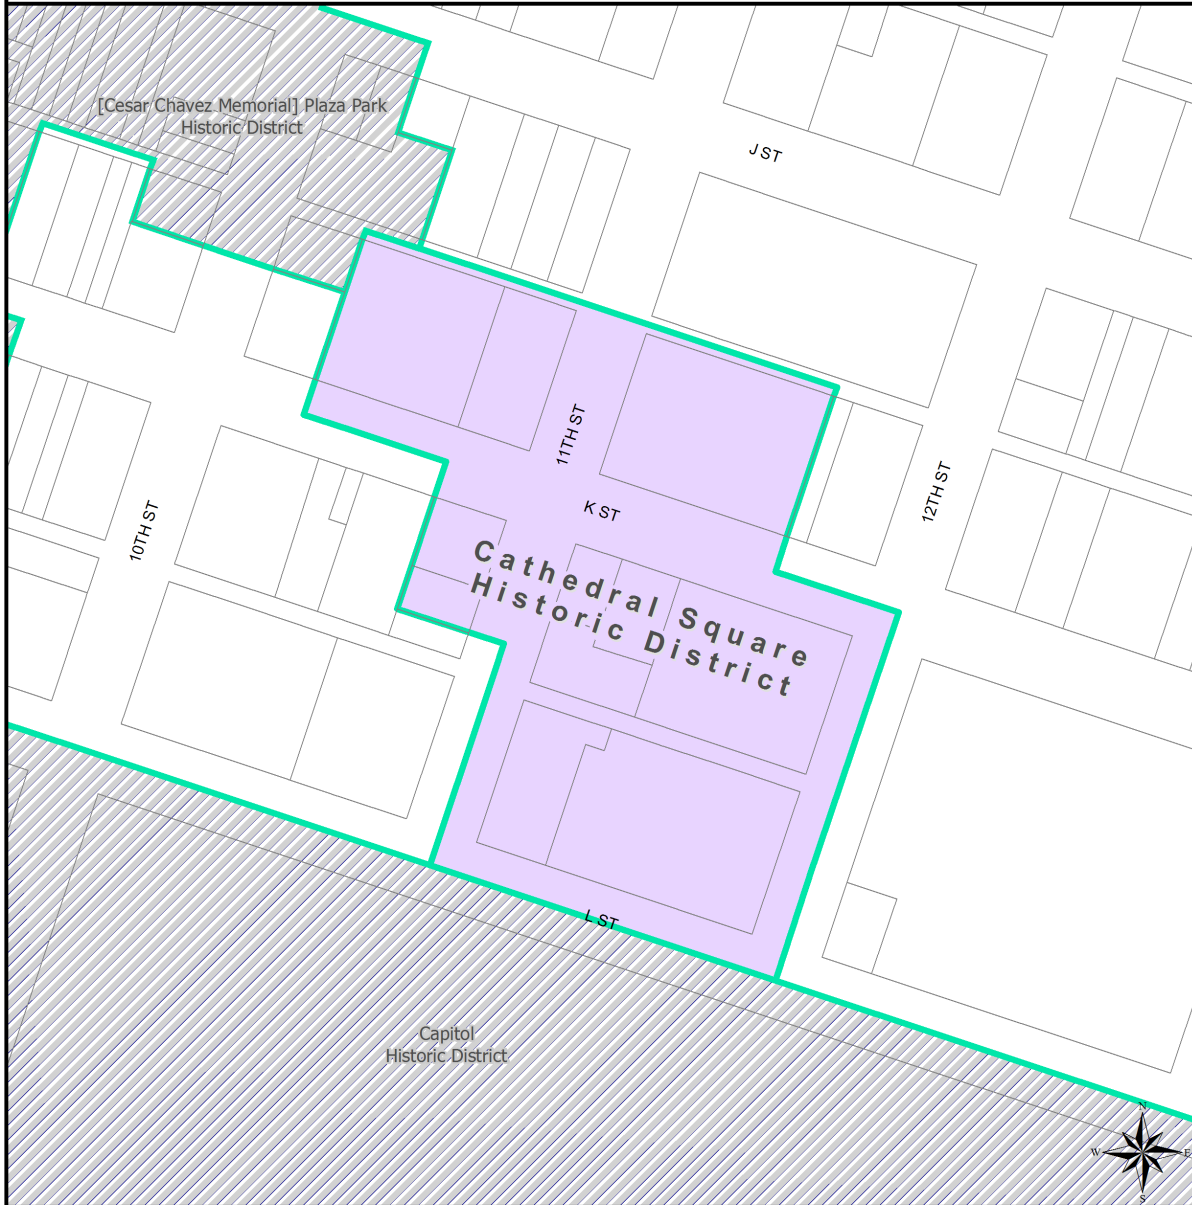 [Cesar Chavez Memorial] Plaza Park
Historic District
J ST
11TH ST
12TH ST
K ST
10TH ST
Cathedral Square
Historic District
L ST
Capitol
Historic District
N
W E
S